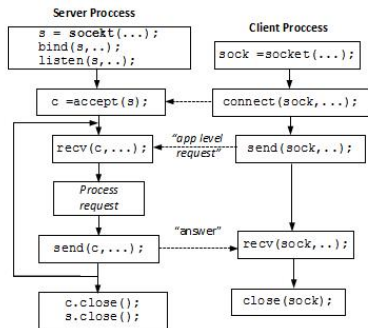 Server Proccess
s = socekt(...);
bind(s,..);
listen(s,..);
c =accept(s);
recv(c,...);
Process
request
send(c,...);
c.close();
s.close();
Client Proccess
sock =socket(...);
connect(sock,...);
"app level
request"
send(sock,..);
"answer"
recv(sock,..);
close(sock);